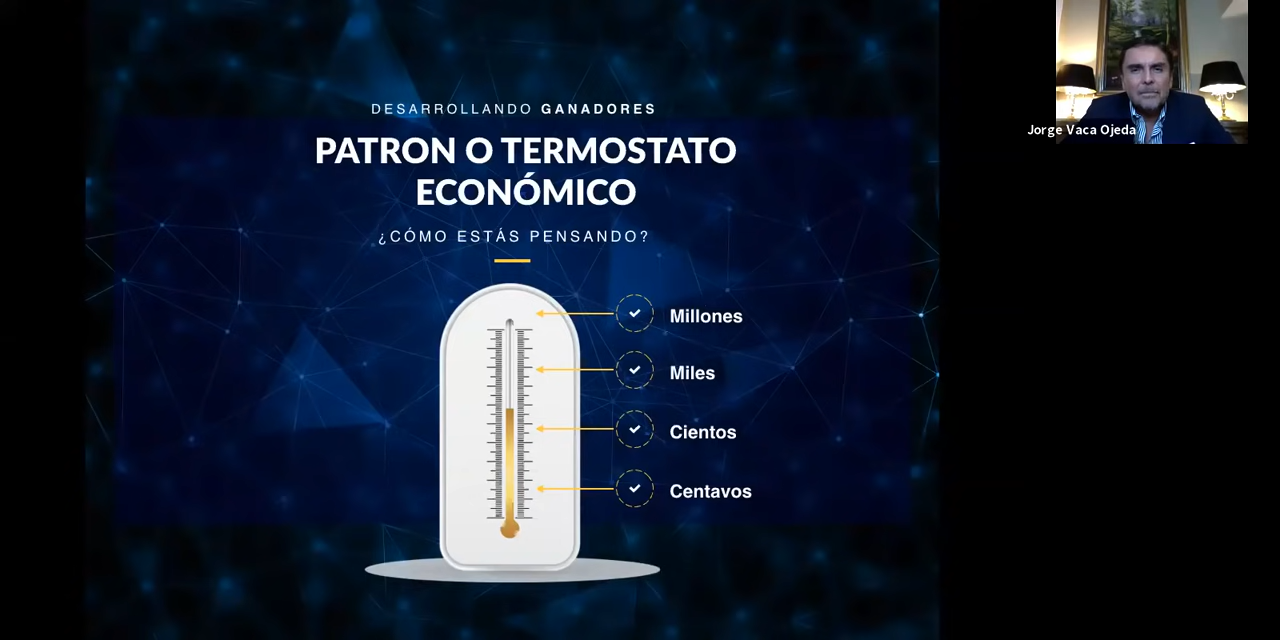 DESARROLLANDO GANADORES
PATRON O TERMOSTATO
ECONÓMICO
¿CÓMO ESTÁS PENSANDO?
Millones
Miles
Cientos
Centavos
Jorge Vaca Ojeda